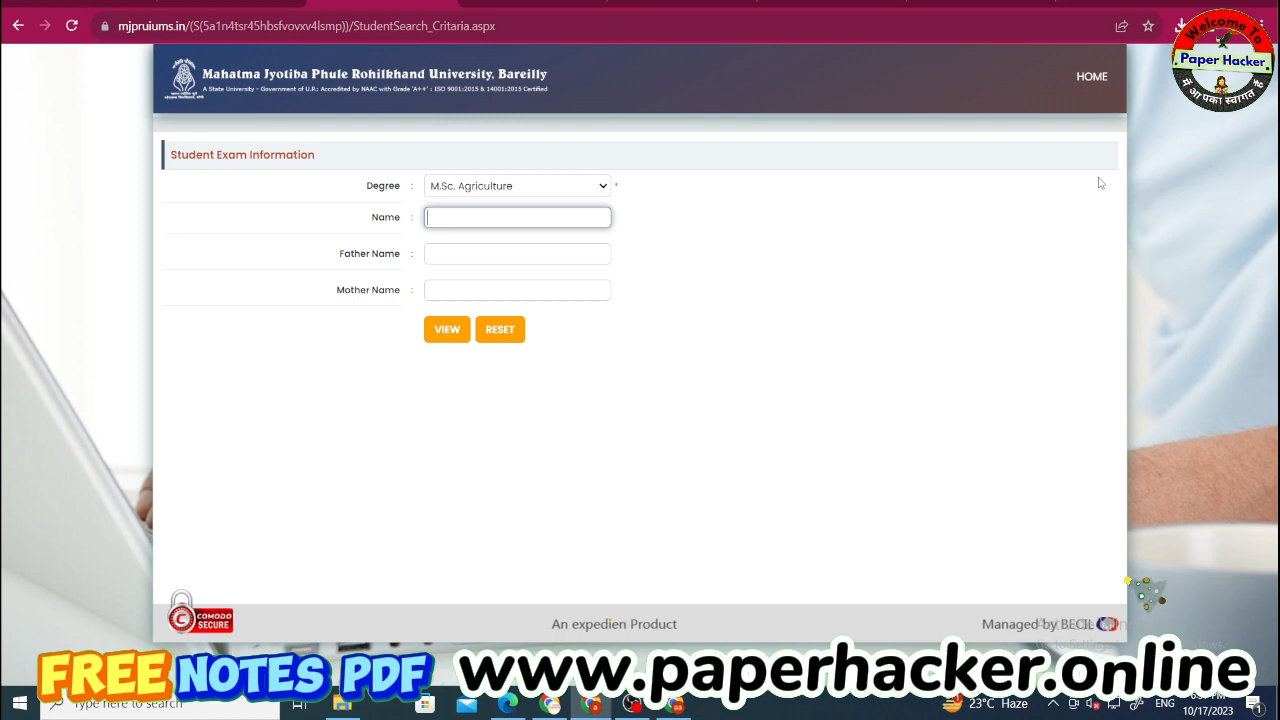 mjpruiums.in/(S(5a1n4tsr45hbsfvovxv4lsmp))/StudentSearch_Critaria.aspx
Welcome To
Paper Hacker
में आपका स्वागत है
Mahatma Jyotiba Phule Rohilkhand University, Bareilly
A State University - Government of U.P.; Accredited by NAAC with Grade 'A++' : ISO 9001:2015 & 14001:2015 Certified
HOME
Student Exam Information
Degree : M.Sc. Agriculture *
Name :
Father Name :
Mother Name :
VIEW RESET
COMODO
SECURE
An expedien Product
Managed by BECIL
FREE NOTES PDF www.paperhacker.online
Type here to search
23°C Haze
ENG
10/17/2023